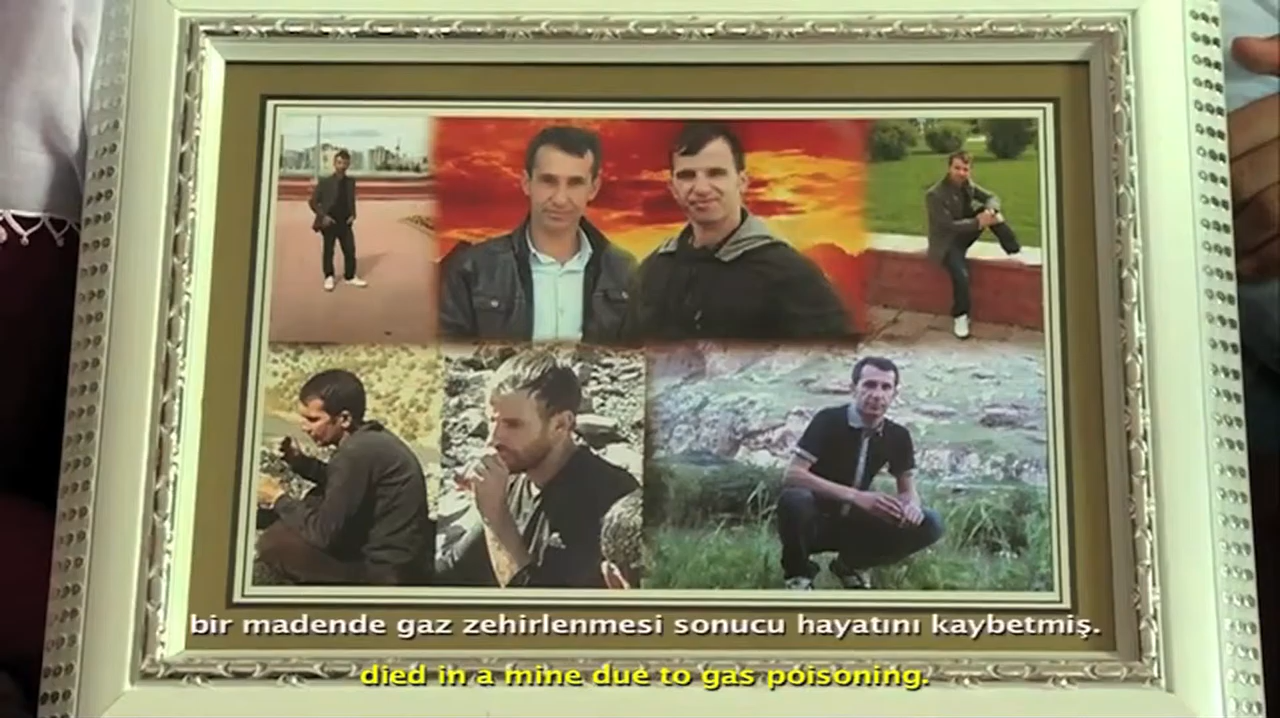 bir madende gaz zehirlenmesi sonucu hayatını kaybetmiş.
died in a mine due to gas poisoning.